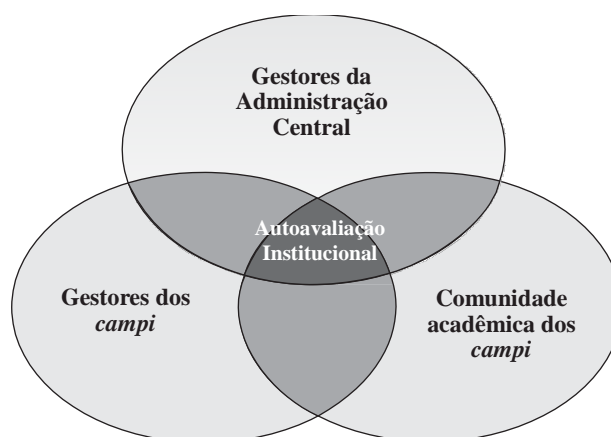 Gestores da
Administração
Central
Autoavaliação
Institucional
Gestores dos
campi
Comunidade
acadêmica dos
campi